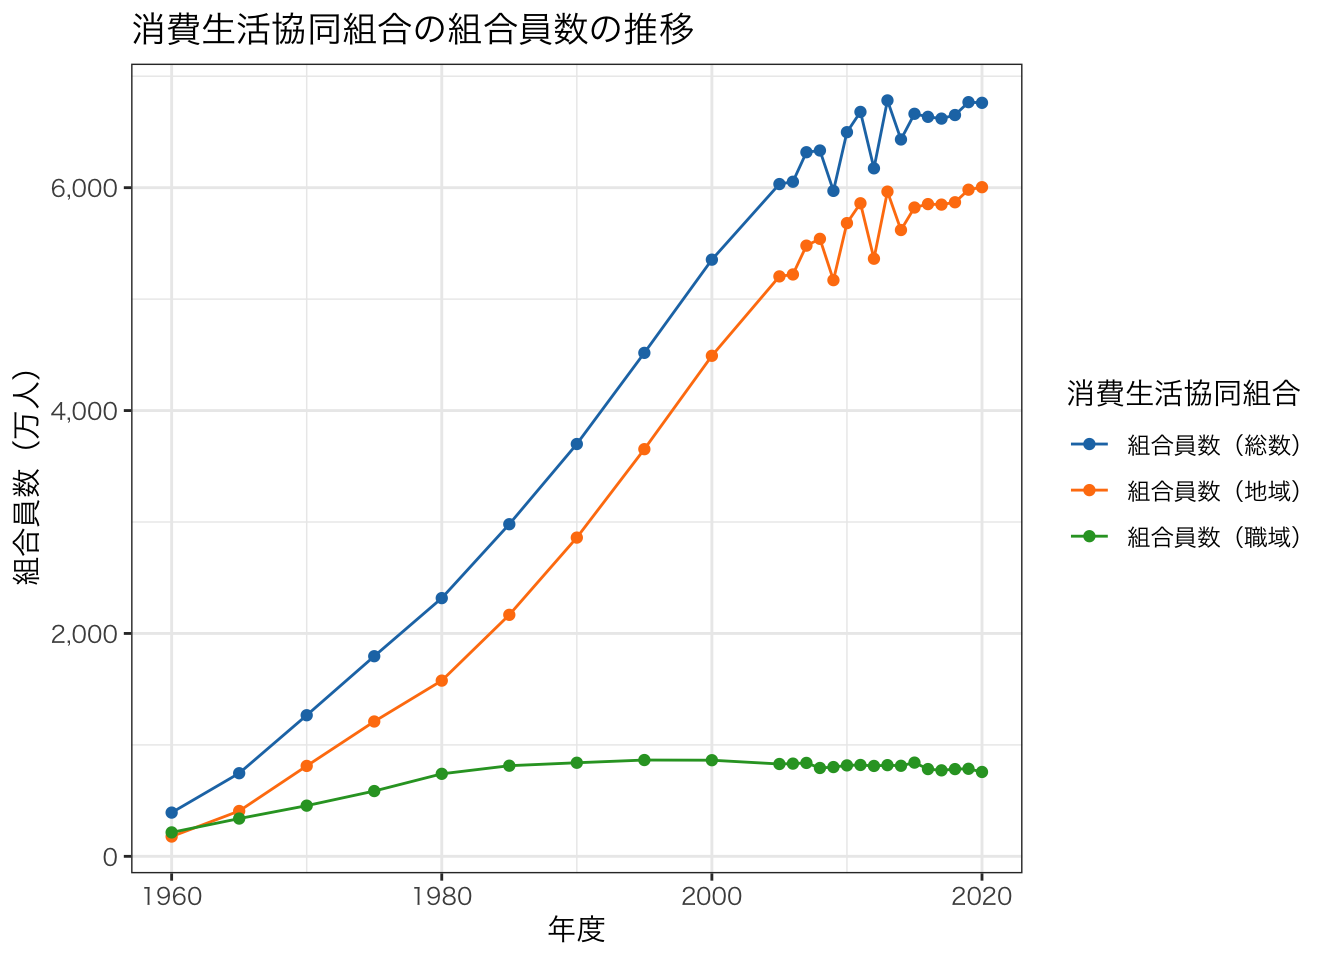 消費生活協同組合の組合員数の推移
組合員数（万人）
6,000
4,000
2,000
0
1960
1980
2000
2020
年度
消費生活協同組合
組合員数（総数）
組合員数（地域）
組合員数（職域）